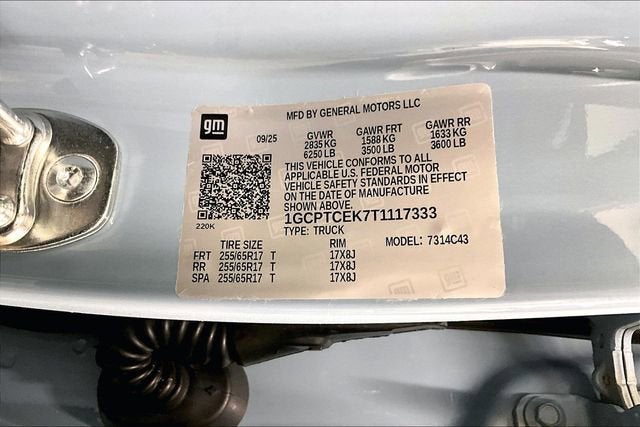 MFD BY GENERAL MOTORS LLC
gm
09/25 GVWR GAWR FRT GAWR RR
2835 KG 1588 KG 1633 KG
6250 LB 3500 LB 3600 LB
THIS VEHICLE CONFORMS TO ALL
APPLICABLE U.S. FEDERAL MOTOR
VEHICLE SAFETY STANDARDS IN EFFECT
ON THE DATE OF MANUFACTURE
SHOWN ABOVE.
1GCPTCEK7T1117333
220K
TYPE: TRUCK
TIRE SIZE RIM MODEL: 7314C43
FRT 255/65R17 T 17X8J
RR 255/65R17 T 17X8J
SPA 255/65R17 T 17X8J